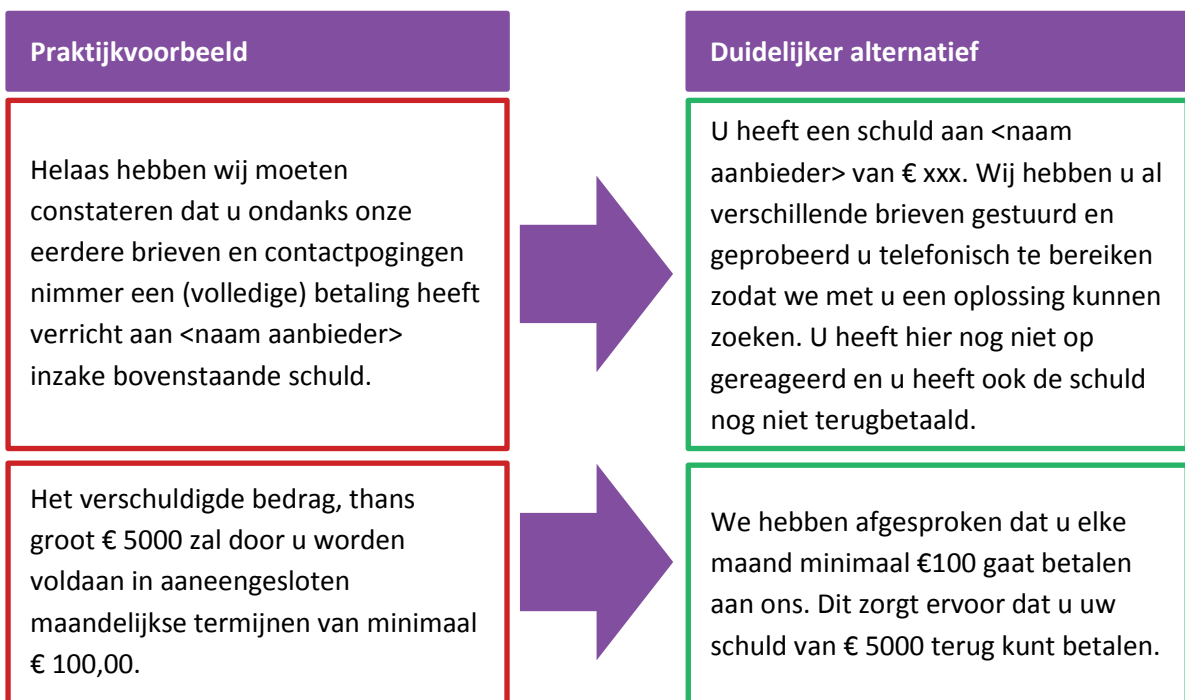 Praktijkvoorbeeld
Duidelijker alternatief
Helaas hebben wij moeten
constateren dat u ondanks onze
eerdere brieven en contactpogingen
nimmer een (volledige) betaling heeft
verricht aan <naam aanbieder>
inzake bovenstaande schuld.
U heeft een schuld aan <naam
aanbieder> van € xxx. Wij hebben u al
verschillende brieven gestuurd en
geprobeerd u telefonisch te bereiken
zodat we met u een oplossing kunnen
zoeken. U heeft hier nog niet op
gereageerd en u heeft ook de schuld
nog niet terugbetaald.
Het verschuldigde bedrag, thans
groot € 5000 zal door u worden
voldaan in aaneengesloten
maandelijkse termijnen van minimaal
€ 100,00.
We hebben afgesproken dat u elke
maand minimaal €100 gaat betalen
aan ons. Dit zorgt ervoor dat u uw
schuld van € 5000 terug kunt betalen.